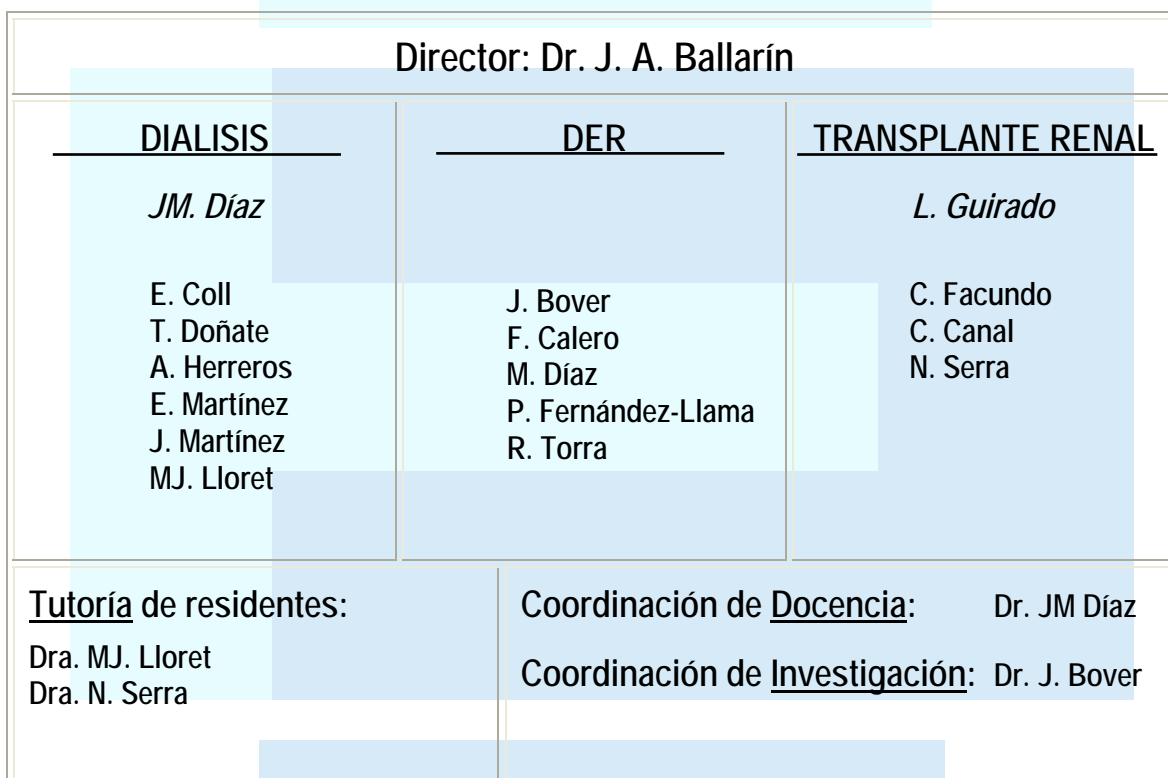 Director: Dr. J. A. Ballarín
DIALISIS
JM. Díaz
E. Coll
T. Doñate
A. Herreros
E. Martínez
J. Martínez
MJ. Lloret
DER
J. Bover
F. Calero
M. Díaz
P. Fernández-Llama
R. Torra
TRANSPLANTE RENAL
L. Guirado
C. Facundo
C. Canal
N. Serra
Tutoría de residentes:
Dra. MJ. Lloret
Dra. N. Serra
Coordinación de Docencia: Dr. JM Díaz
Coordinación de Investigación: Dr. J. Bover